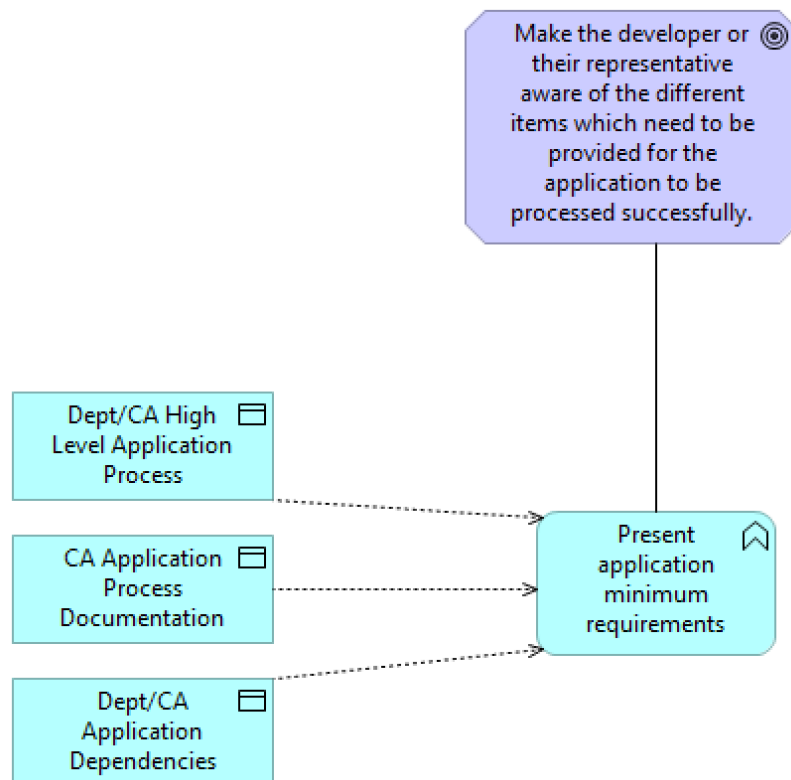 Make the developer or
their representative
aware of the different
items which need to be
provided for the
application to be
processed successfully.
Dept/CA High
Level Application
Process
CA Application
Process
Documentation
Present
application
minimum
requirements
Dept/CA
Application
Dependencies